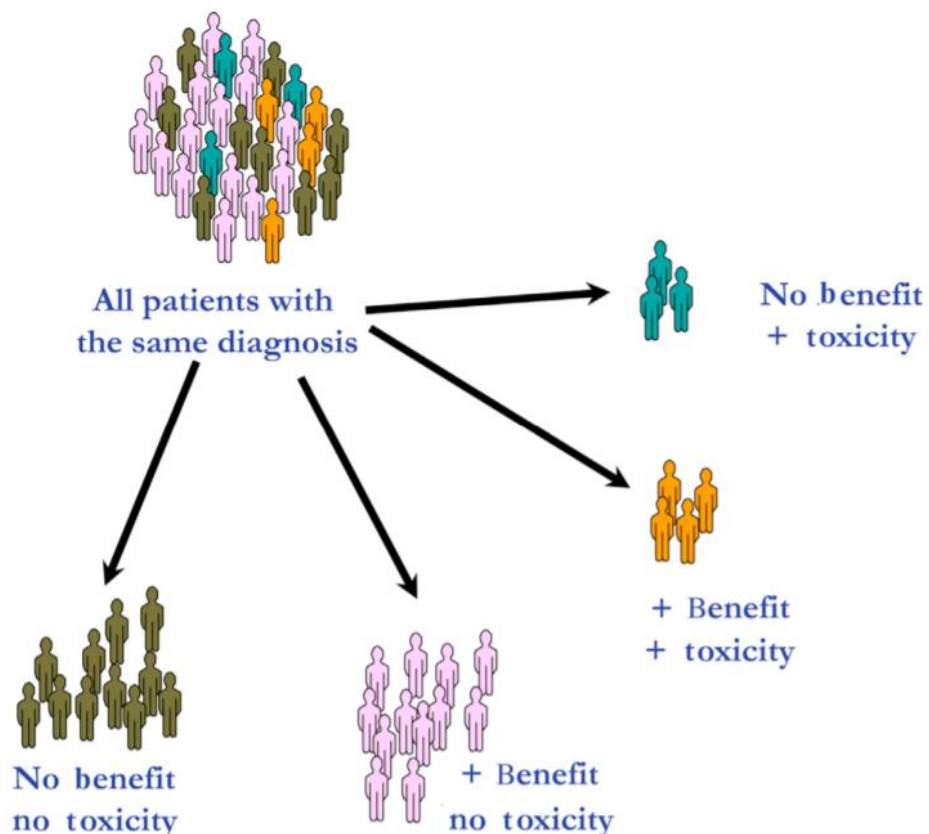 All patients with
the same diagnosis
No benefit
+ toxicity
+ Benefit
+ toxicity
No benefit
no toxicity
+ Benefit
no toxicity